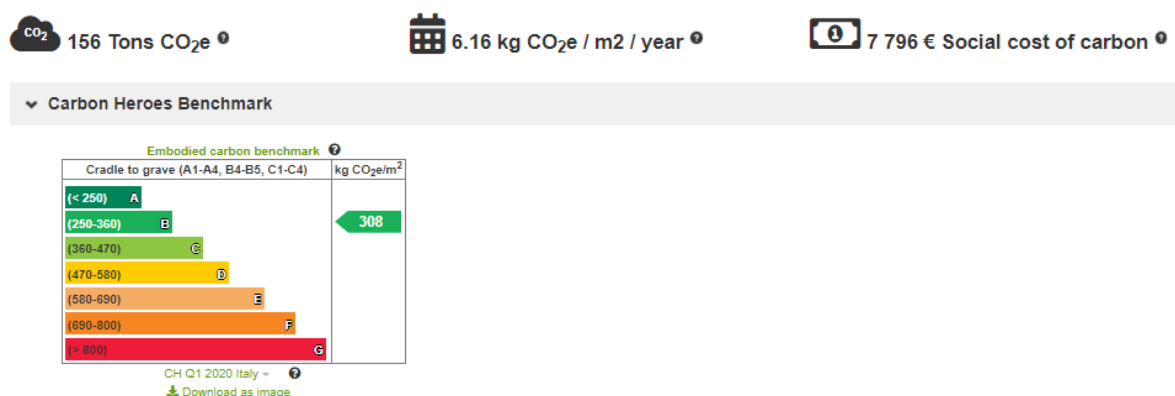 CO2
156 Tons CO2e ?
6.16 kg CO2e / m2 / year ?
7 796 € Social cost of carbon ?
Carbon Heroes Benchmark
Embodied carbon benchmark ?
Cradle to grave (A1-A4, B4-B5, C1-C4) kg CO2e/m2
(< 250) A
(250-360) B 308
(360-470) C
(470-580) D
(580-690) E
(690-800) F
(> 800) G
CH Q1 2020 Italy ?
Download as image